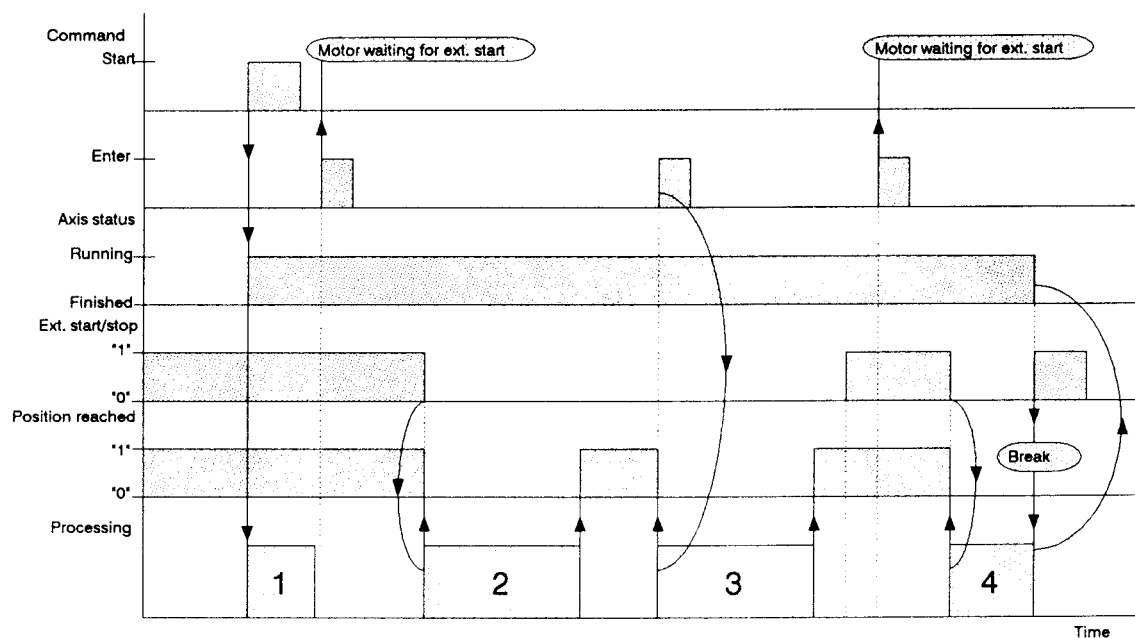 Command
Motor waiting for ext. start
Motor waiting for ext. start
Start
Enter
Axis status
Running
Finished
Ext. start/stop
"1"
"0"
Position reached
"1"
Break
"0"
Processing
1
2
3
4
Time